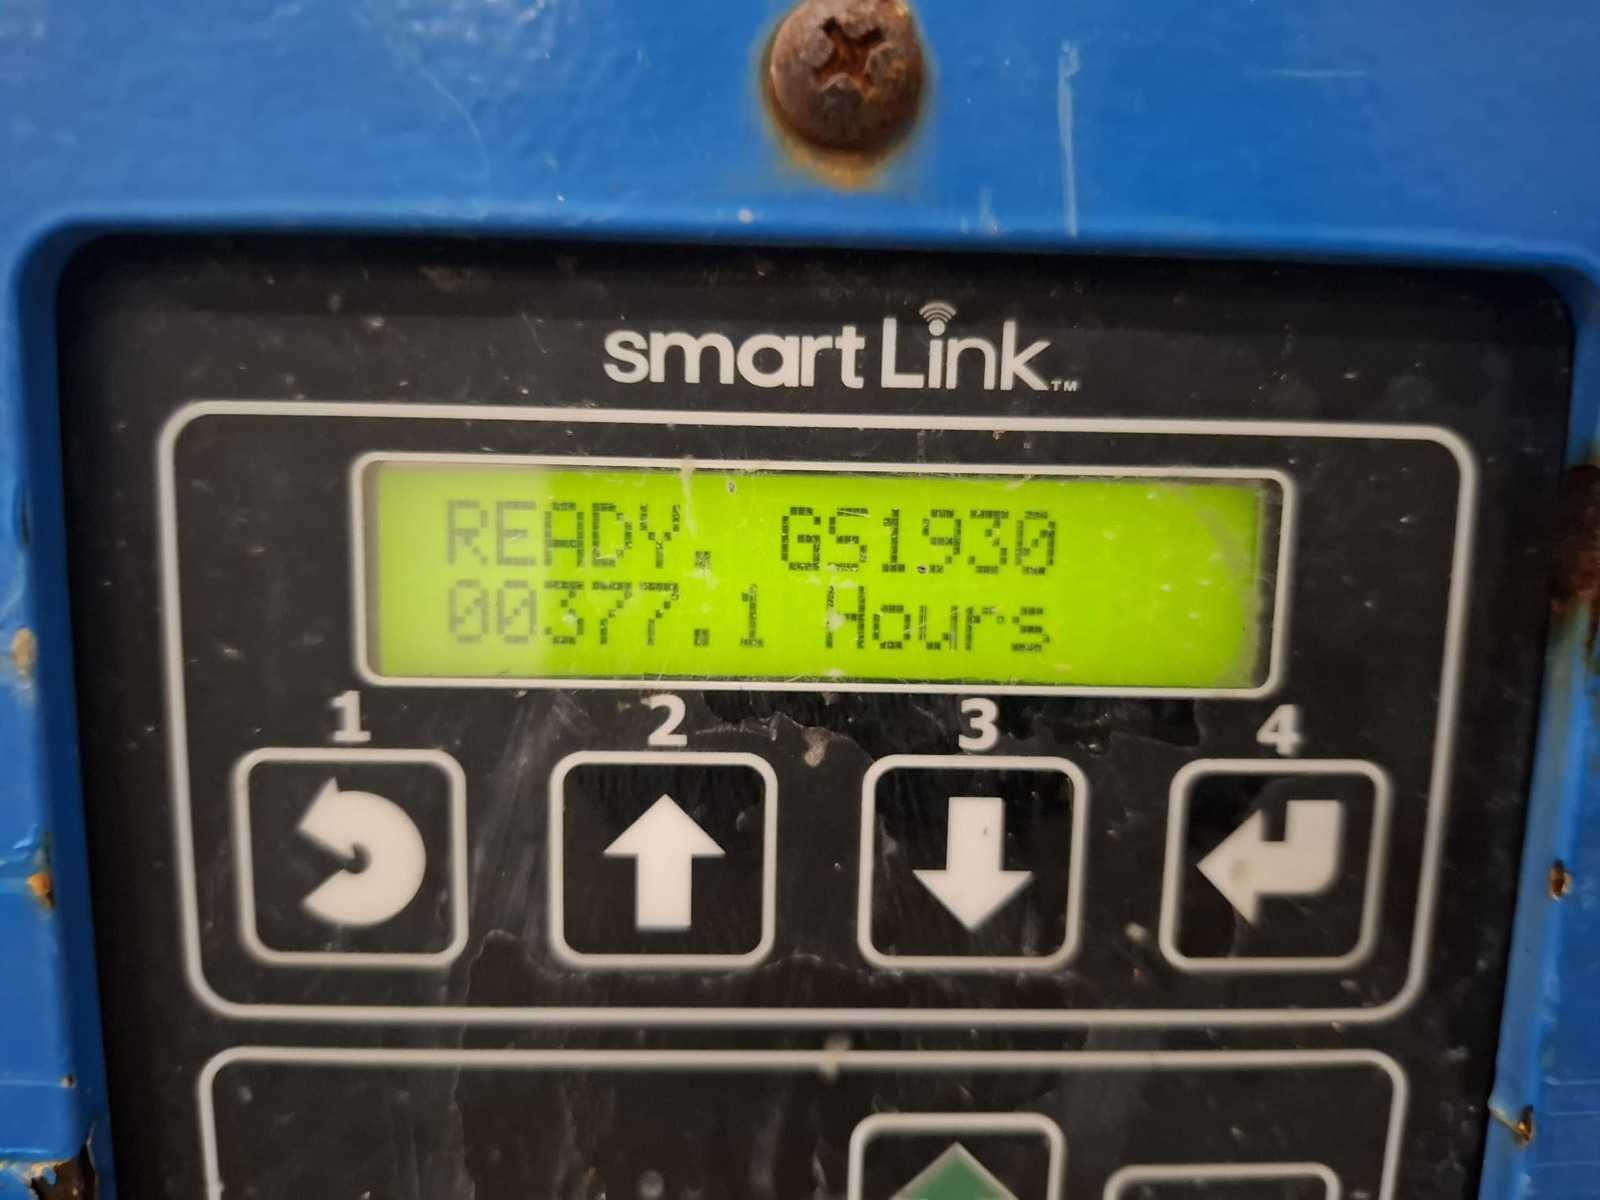 smart Link™
READY, GS1930
00377.1 Hours
1 2 3 4